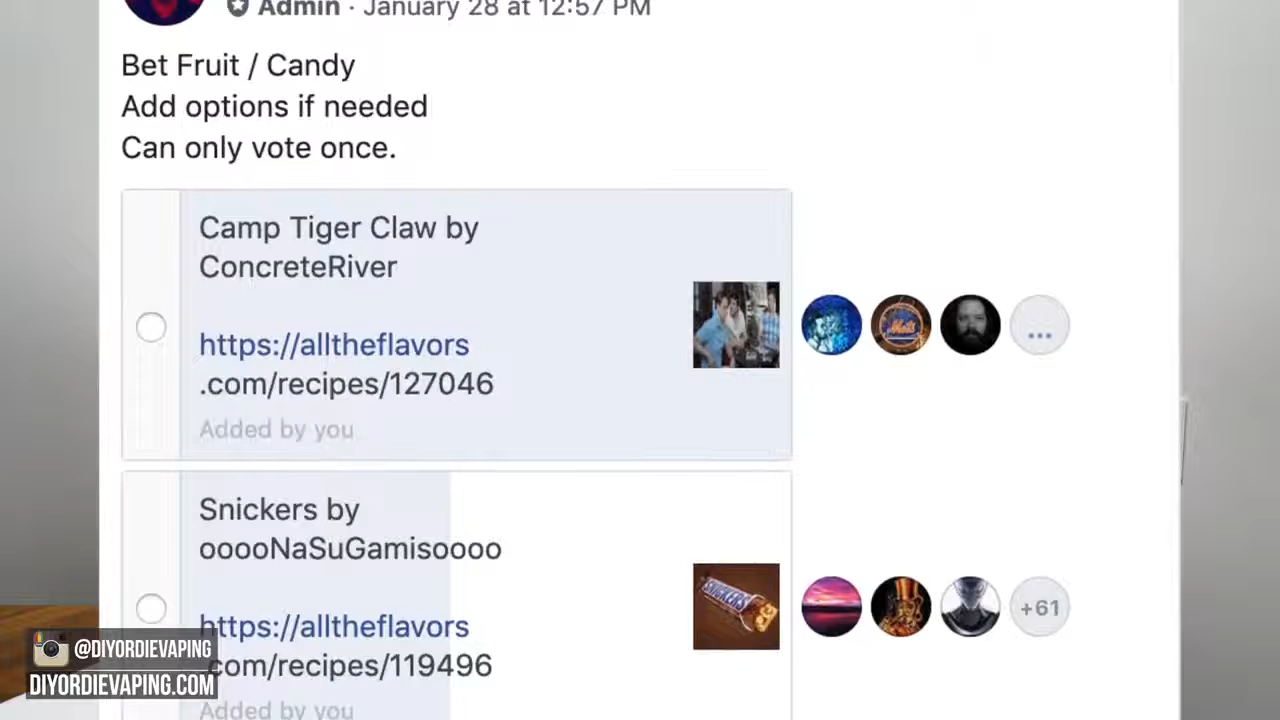 Admin · January 28 at 12:57 PM
Bet Fruit / Candy
Add options if needed
Can only vote once.
Camp Tiger Claw by
ConcreteRiver
https://alltheflavors
.com/recipes/127046
Added by you
Mets
...
Snickers by
ooooNaSuGamisoooo
https://alltheflavors
.com/recipes/119496
Added by you
SNICKERS
+61
@DIYORDIEVAPING
DIYORDIEVAPING.COM